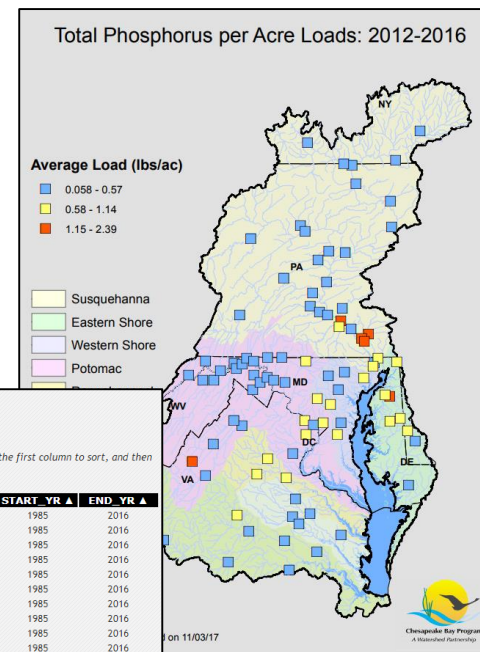 Total Phosphorus per Acre Loads: 2012-2016
NY
Average Load (lbs/ac)
0.058 - 0.57
0.58 - 1.14
1.15 - 2.39
PA
Susquehanna
Eastern Shore
Western Shore
Potomac
MD
WV
DC
DE
VA
the first column to sort, and then
START_YR ▲ END_YR ▲
1985 2016
1985 2016
1985 2016
1985 2016
1985 2016
1985 2016
1985 2016
1985 2016
1985 2016
1985 2016
d on 11/03/17
Chesapeake Bay Program
A Watershed Partnership